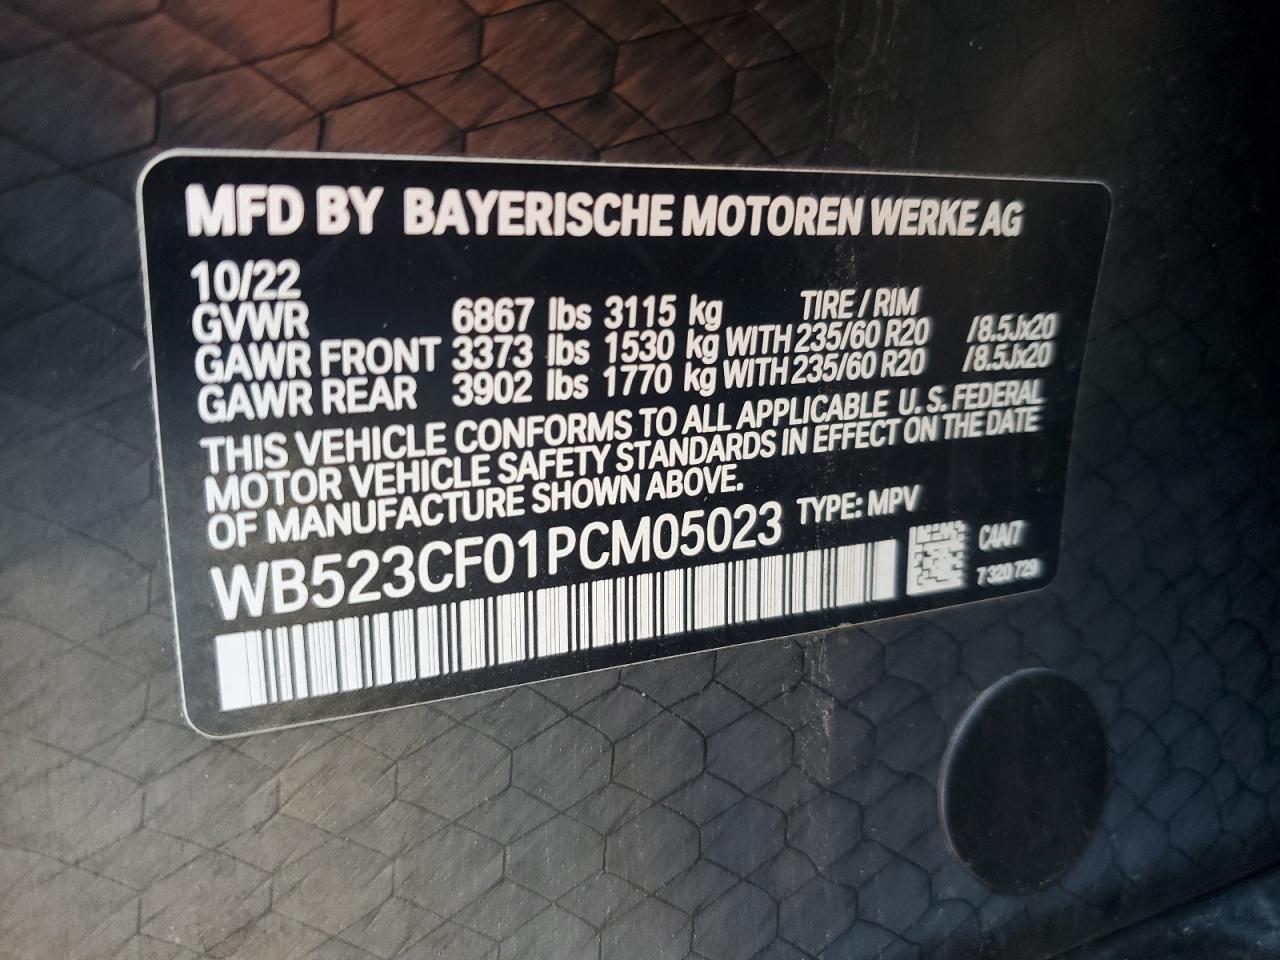 MFD BY BAYERISCHE MOTOREN WERKE AG
10/22
TIRE / RIM
GVWR 6867 lbs 3115 kg
GAWR FRONT 3373 lbs 1530 kg WITH 235/60 R20 /8.5Jx20
GAWR REAR 3902 lbs 1770 kg WITH 235/60 R20 /8.5Jx20
THIS VEHICLE CONFORMS TO ALL APPLICABLE U. S. FEDERAL
MOTOR VEHICLE SAFETY STANDARDS IN EFFECT ON THE DATE
OF MANUFACTURE SHOWN ABOVE.
WB523CF01PCM05023 TYPE: MPV
CAN/T
7 320 729